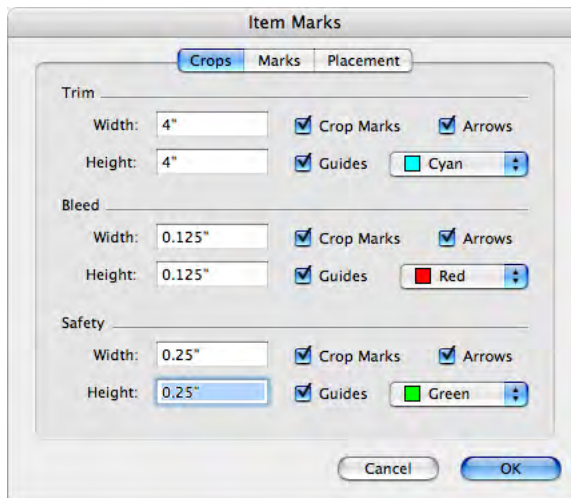 Item Marks
Crops Marks Placement
Trim
Width: 4" Crop Marks Arrows
Height: 4" Guides Cyan
Bleed
Width: 0.125" Crop Marks Arrows
Height: 0.125" Guides Red
Safety
Width: 0.25" Crop Marks Arrows
Height: 0.25" Guides Green
Cancel OK